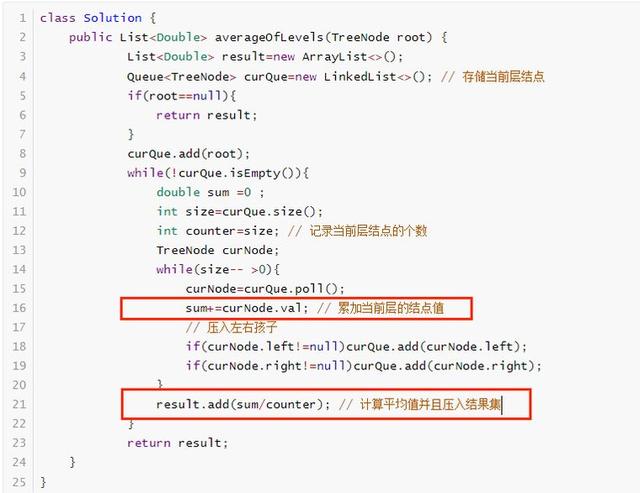 1 class Solution {
2     public List<Double> averageOfLevels(TreeNode root) {
3             List<Double> result=new ArrayList<>();
4             Queue<TreeNode> curQue=new LinkedList<>(); // 存储当前层结点
5             if(root==null){
6                 return result;
7             }
8             curQue.add(root);
9             while(!curQue.isEmpty()){
10                 double sum =0 ;
11                 int size=curQue.size();
12                 int counter=size; // 记录当前层结点的个数
13                 TreeNode curNode;
14                 while(size-- >0){
15                     curNode=curQue.poll();
16                     sum+=curNode.val; // 累加当前层的结点值
17                     // 压入左右孩子
18                     if(curNode.left!=null)curQue.add(curNode.left);
19                     if(curNode.right!=null)curQue.add(curNode.right);
20                 }
21                 result.add(sum/counter); // 计算平均值并且压入结果集
22             }
23             return result;
24     }
25 }